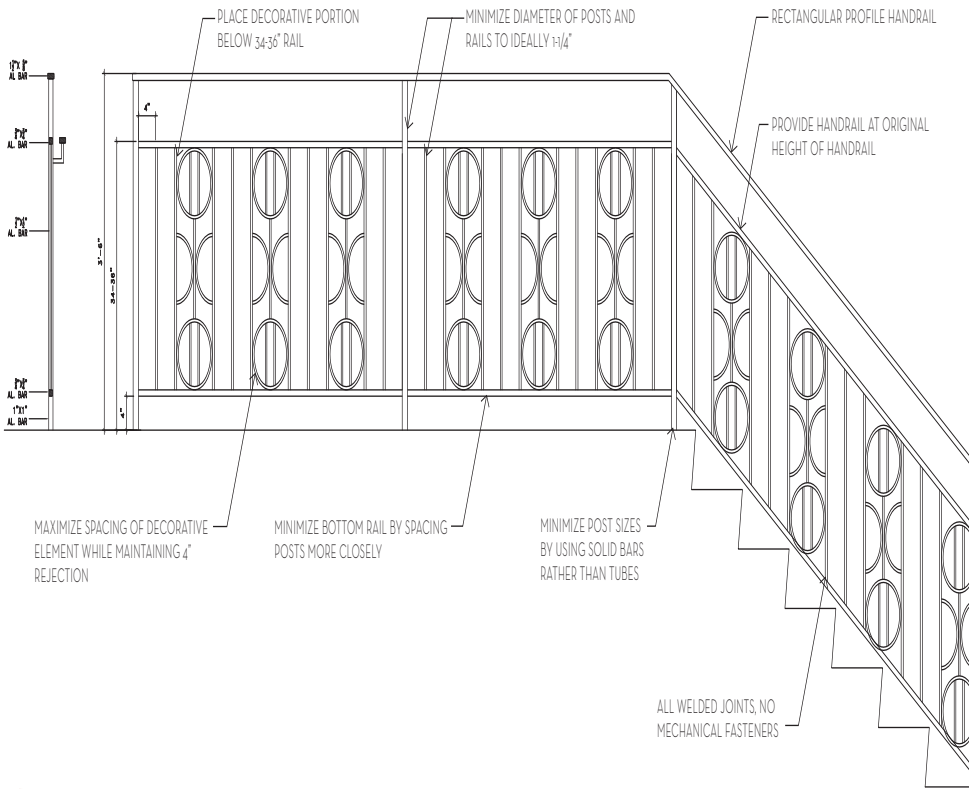 PLACE DECORATIVE PORTION
BELOW 34-36" RAIL
MINIMIZE DIAMETER OF POSTS AND
RAILS TO IDEALLY 1-1/4"
RECTANGULAR PROFILE HANDRAIL
AL. BAR
4"
PROVIDE HANDRAIL AT ORIGINAL
HEIGHT OF HANDRAIL
AL. BAR
AL. BAR
3'-6"
34-36"
AL. BAR
1"X1"
AL. BAR
4"
MAXIMIZE SPACING OF DECORATIVE
ELEMENT WHILE MAINTAINING 4"
REJECTION
MINIMIZE BOTTOM RAIL BY SPACING
POSTS MORE CLOSELY
MINIMIZE POST SIZES
BY USING SOLID BARS
RATHER THAN TUBES
ALL WELDED JOINTS, NO
MECHANICAL FASTENERS